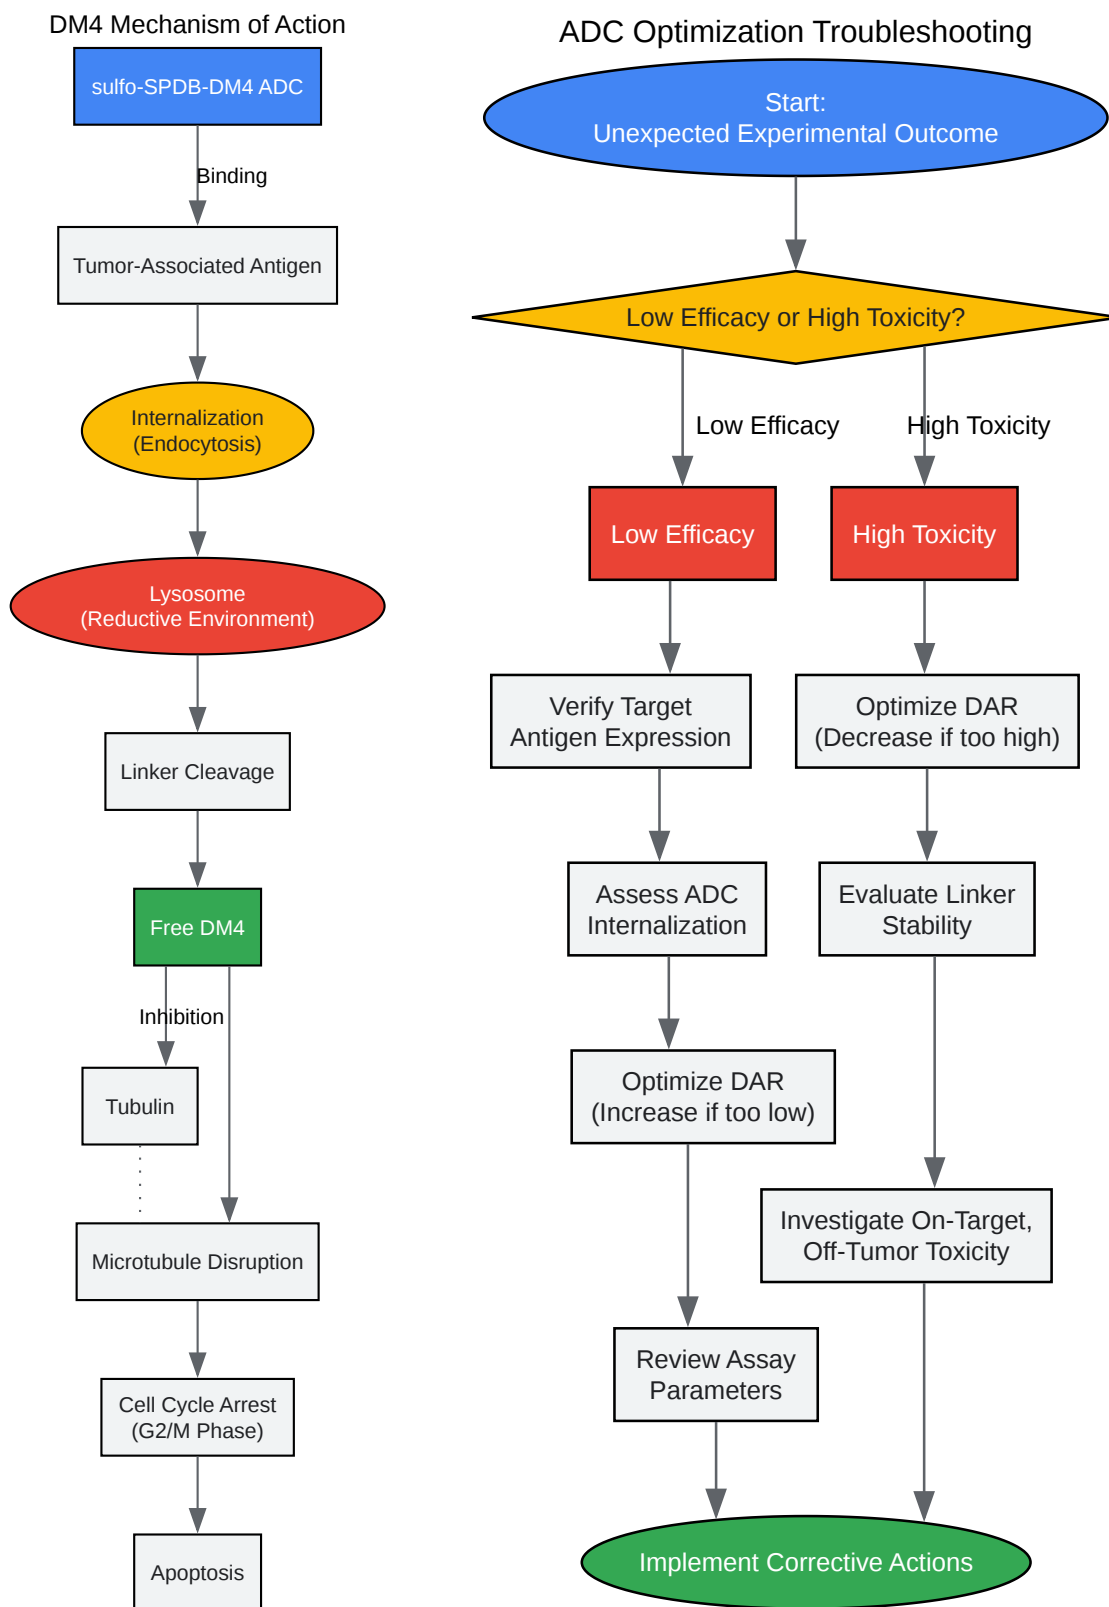 DM4 Mechanism of Action
sulfo-SPDB-DM4 ADC
Binding
Tumor-Associated Antigen
Internalization
(Endocytosis)
Lysosome
(Reductive Environment)
Linker Cleavage
Free DM4
Inhibition
Tubulin
Microtubule Disruption
Cell Cycle Arrest
(G2/M Phase)
Apoptosis
ADC Optimization Troubleshooting
Start:
Unexpected Experimental Outcome
Low Efficacy or High Toxicity?
Low Efficacy
High Toxicity
Low Efficacy
High Toxicity
Verify Target
Antigen Expression
Optimize DAR
(Decrease if too high)
Assess ADC
Internalization
Evaluate Linker
Stability
Optimize DAR
(Increase if too low)
Investigate On-Target,
Off-Tumor Toxicity
Review Assay
Parameters
Implement Corrective Actions